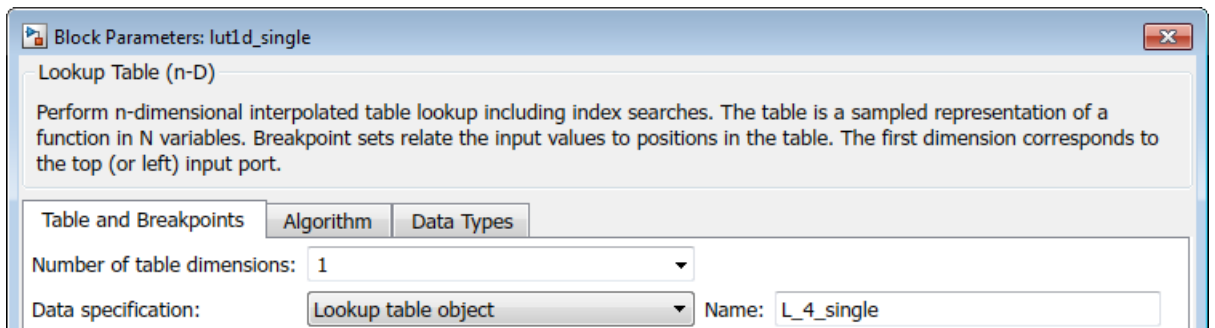 Block Parameters: lut1d_single
Lookup Table (n-D)
Perform n-dimensional interpolated table lookup including index searches. The table is a sampled representation of a
function in N variables. Breakpoint sets relate the input values to positions in the table. The first dimension corresponds to
the top (or left) input port.
Table and Breakpoints Algorithm Data Types
Number of table dimensions: 1
Data specification: Lookup table object Name: L_4_single